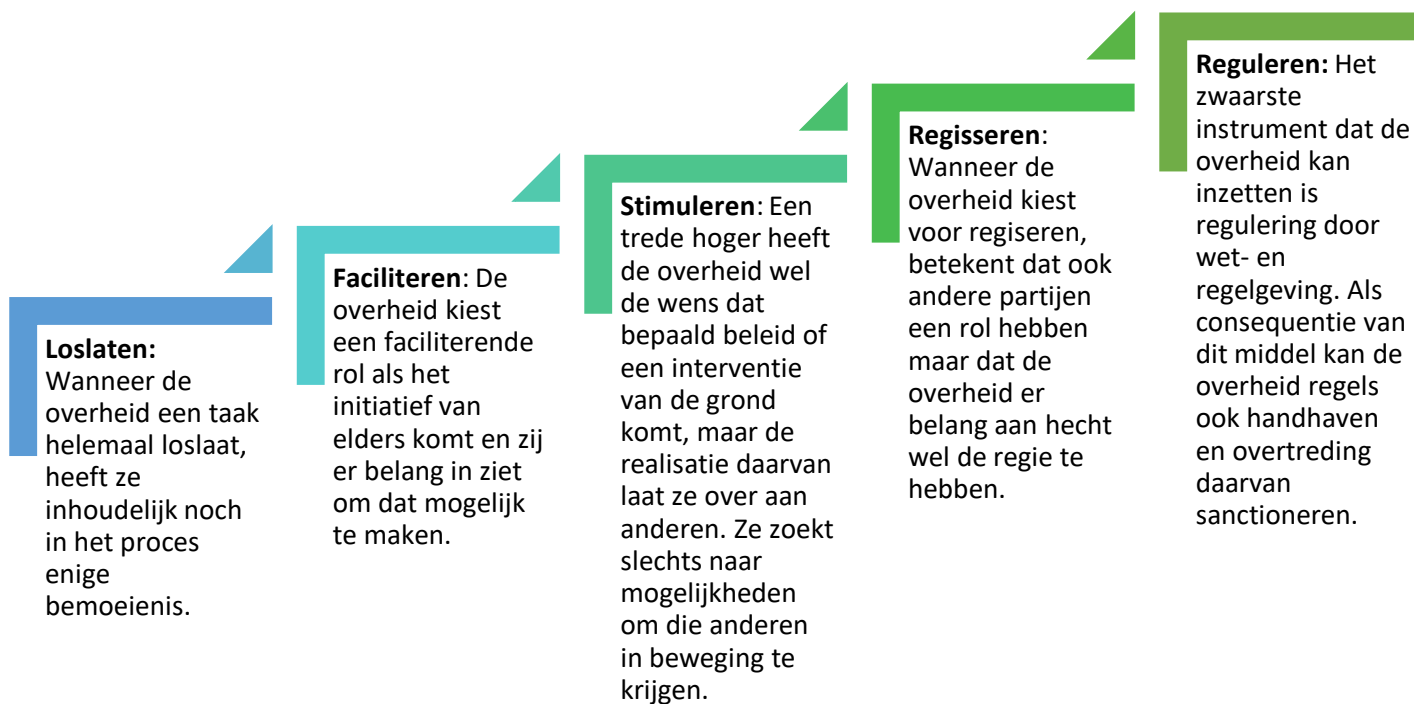 Loslaten:
Wanneer de
overheid een taak
helemaal loslaat,
heeft ze
inhoudelijk noch
in het proces
enige
bemoeienis.
Faciliteren: De
overheid kiest
een faciliterende
rol als het
initiatief van
elders komt en zij
er belang in ziet
om dat mogelijk
te maken.
Stimuleren: Een
trede hoger heeft
de overheid wel
de wens dat
bepaald beleid of
een interventie
van de grond
komt, maar de
realisatie daarvan
laat ze over aan
anderen. Ze zoekt
slechts naar
mogelijkheden
om die anderen
in beweging te
krijgen.
Regisseren:
Wanneer de
overheid kiest
voor regiseren,
betekent dat ook
andere partijen
een rol hebben
maar dat de
overheid er
belang aan hecht
wel de regie te
hebben.
Reguleren: Het
zwaarste
instrument dat de
overheid kan
inzetten is
regulering door
wet- en
regelgeving. Als
consequentie van
dit middel kan de
overheid regels
ook handhaven
en overtreding
daarvan
sanctioneren.